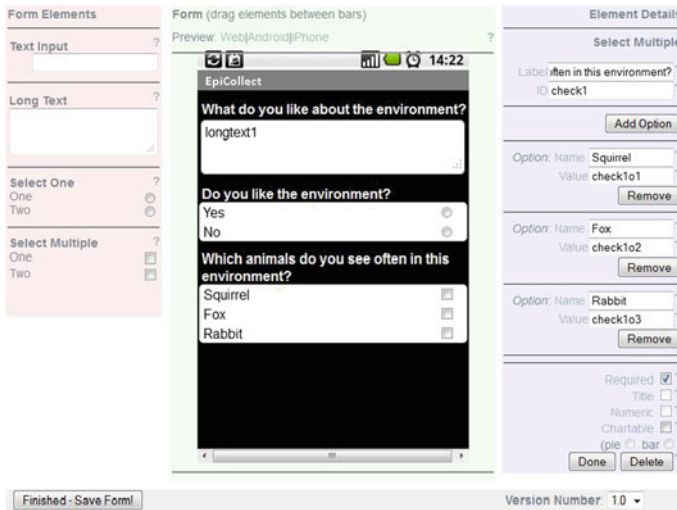 Form Elements
Text Input ?
Long Text ?
Select One ?
One
Two
Select Multiple ?
One
Two
Form (drag elements between bars)
Preview: Web|Android|iPhone ?
14:22
EpiCollect
What do you like about the environment?
longtext1
Do you like the environment?
Yes
No
Which animals do you see often in this
environment?
Squirrel
Fox
Rabbit
Element Details
Select Multiple
Label often in this environment?
ID check1
Add Option
Option: Name Squirrel
Value check1o1
Remove
Option: Name Fox
Value check1o2
Remove
Option: Name Rabbit
Value check1o3
Remove
Required
Title
Numeric
Chartable
(pie bar
Done Delete
Finished - Save Form!
Version Number: 1.0